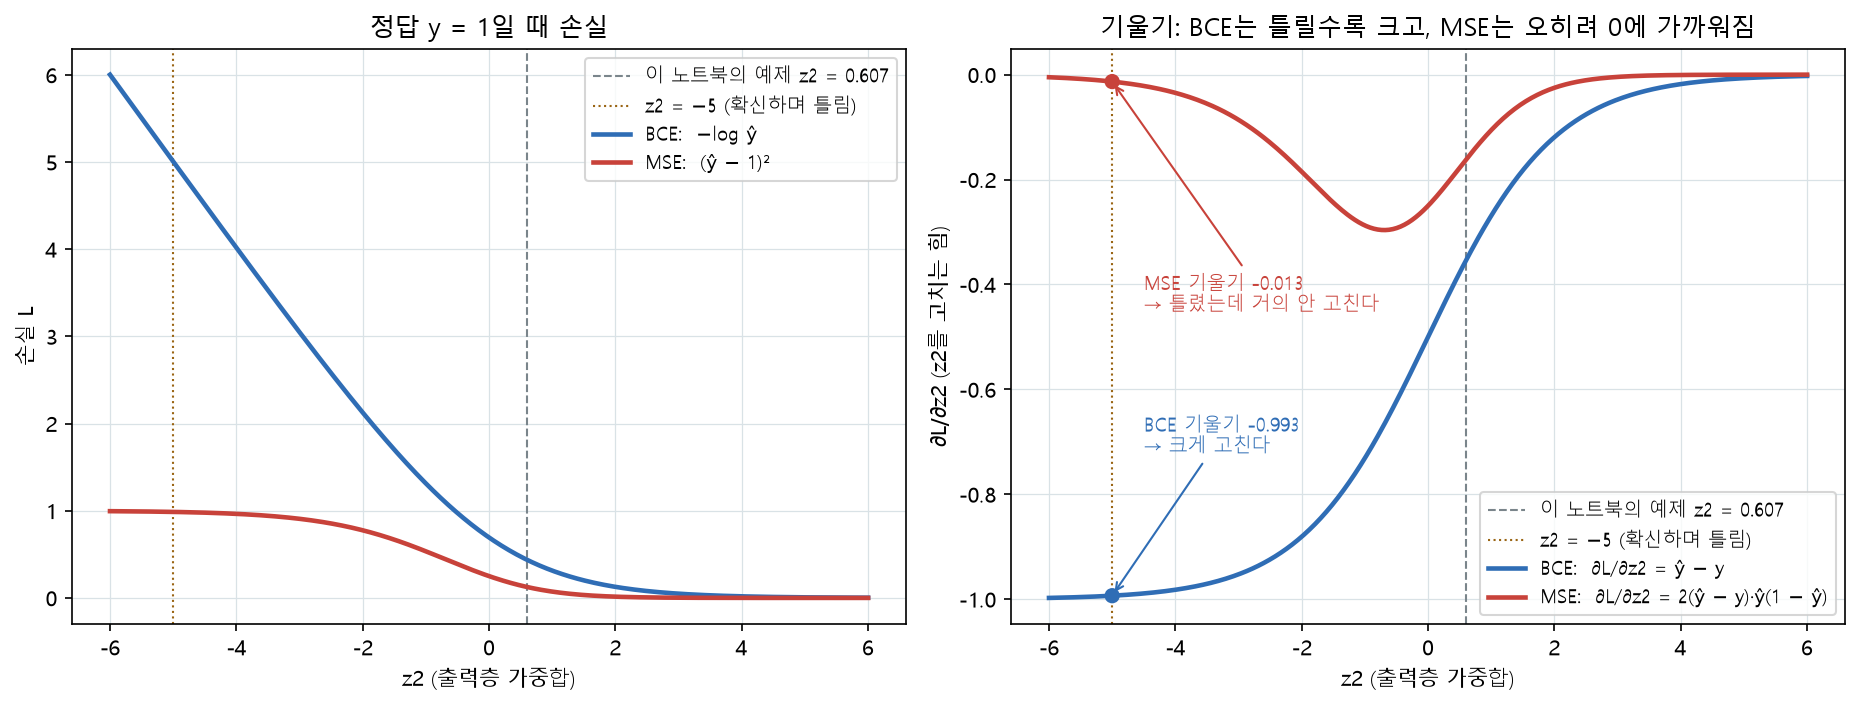 정답 y = 1일 때 손실
이 노트북의 예제 z2 = 0.607
z2 = −5 (확신하며 틀림)
BCE: −log ŷ
MSE: (ŷ − 1)²
손실 L
6
5
4
3
2
1
0
-6 -4 -2 0 2 4 6
z2 (출력층 가중합)
기울기: BCE는 틀릴수록 크고, MSE는 오히려 0에 가까워짐
∂L/∂z2 (z2를 고치는 힘)
0.0
-0.2
-0.4
-0.6
-0.8
-1.0
MSE 기울기 -0.013
→ 틀렸는데 거의 안 고친다
BCE 기울기 -0.993
→ 크게 고친다
이 노트북의 예제 z2 = 0.607
z2 = −5 (확신하며 틀림)
BCE: ∂L/∂z2 = ŷ − y
MSE: ∂L/∂z2 = 2(ŷ − y)·ŷ(1 − ŷ)
-6 -4 -2 0 2 4 6
z2 (출력층 가중합)